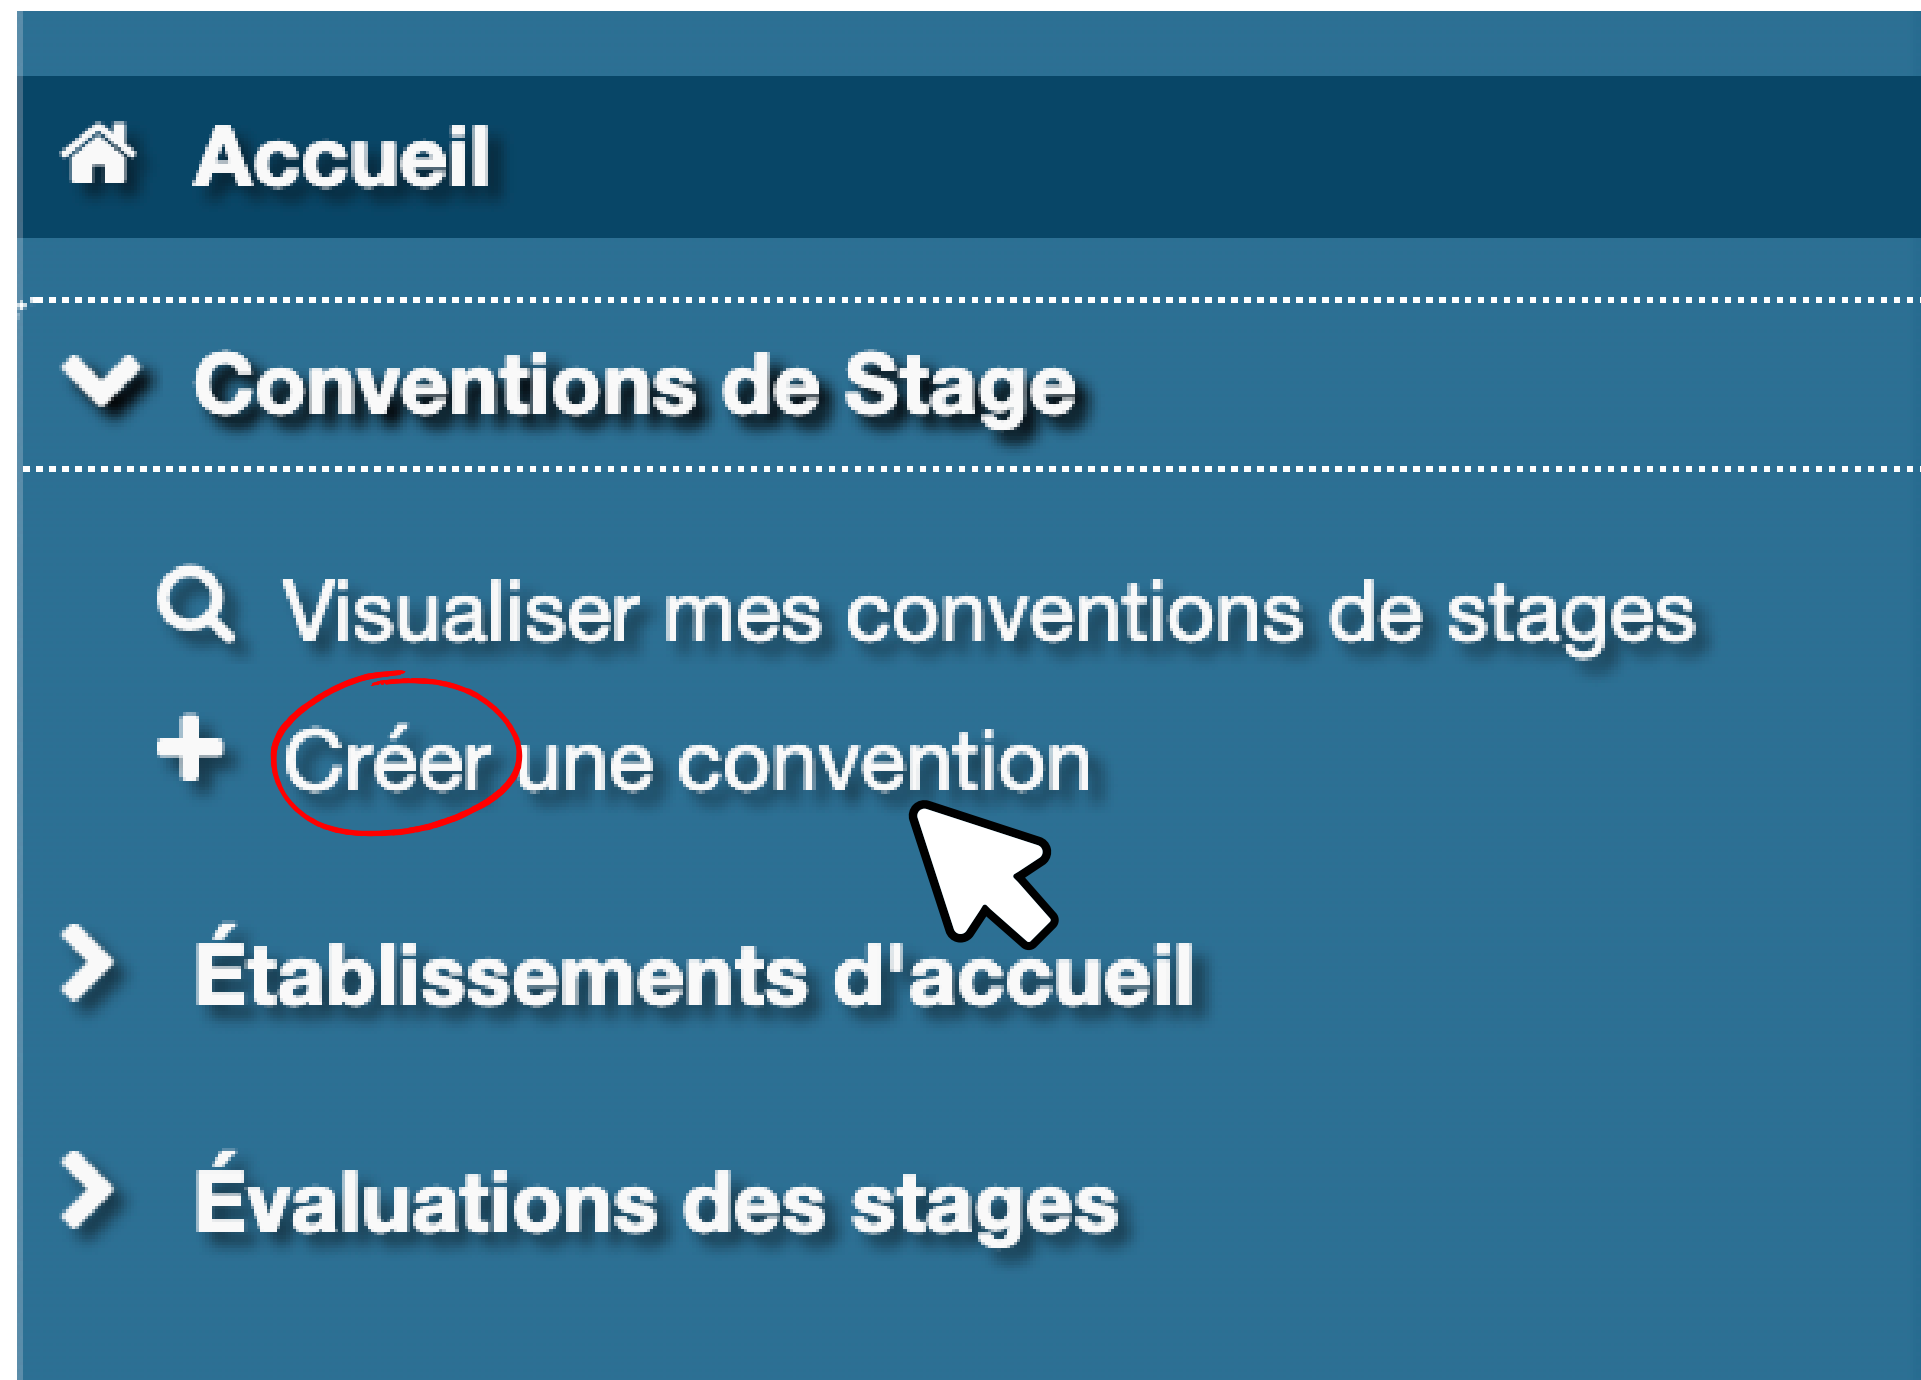 Accueil
Conventions de Stage
Visualiser mes conventions de stages
Créer une convention
Établissements d'accueil
Évaluations des stages